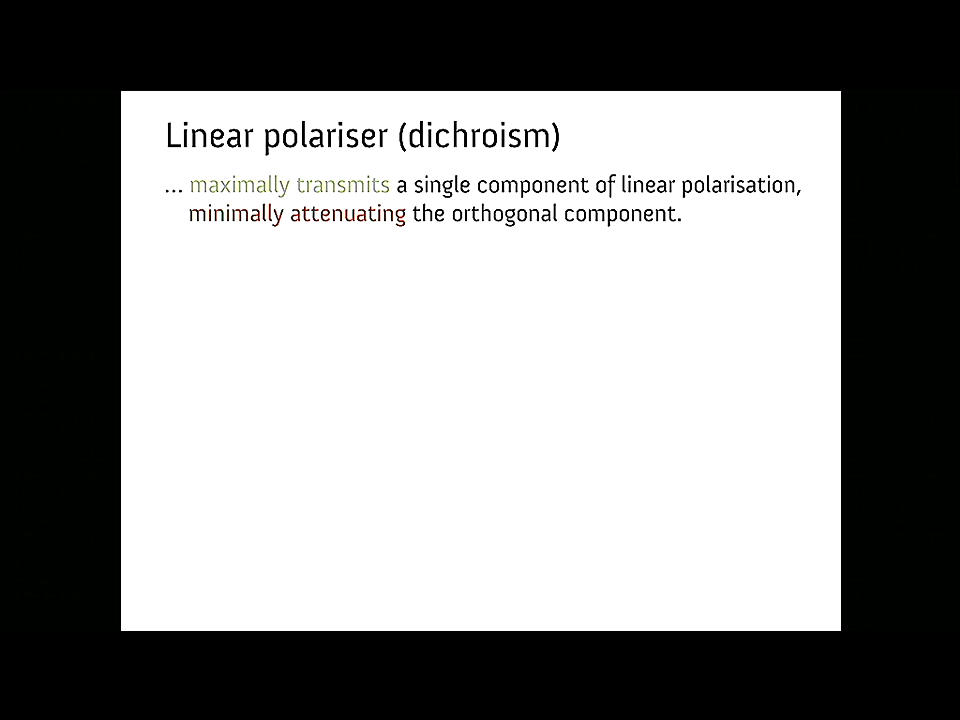 Linear polariser (dichroism)
... maximally transmits a single component of linear polarisation,
minimally attenuating the orthogonal component.